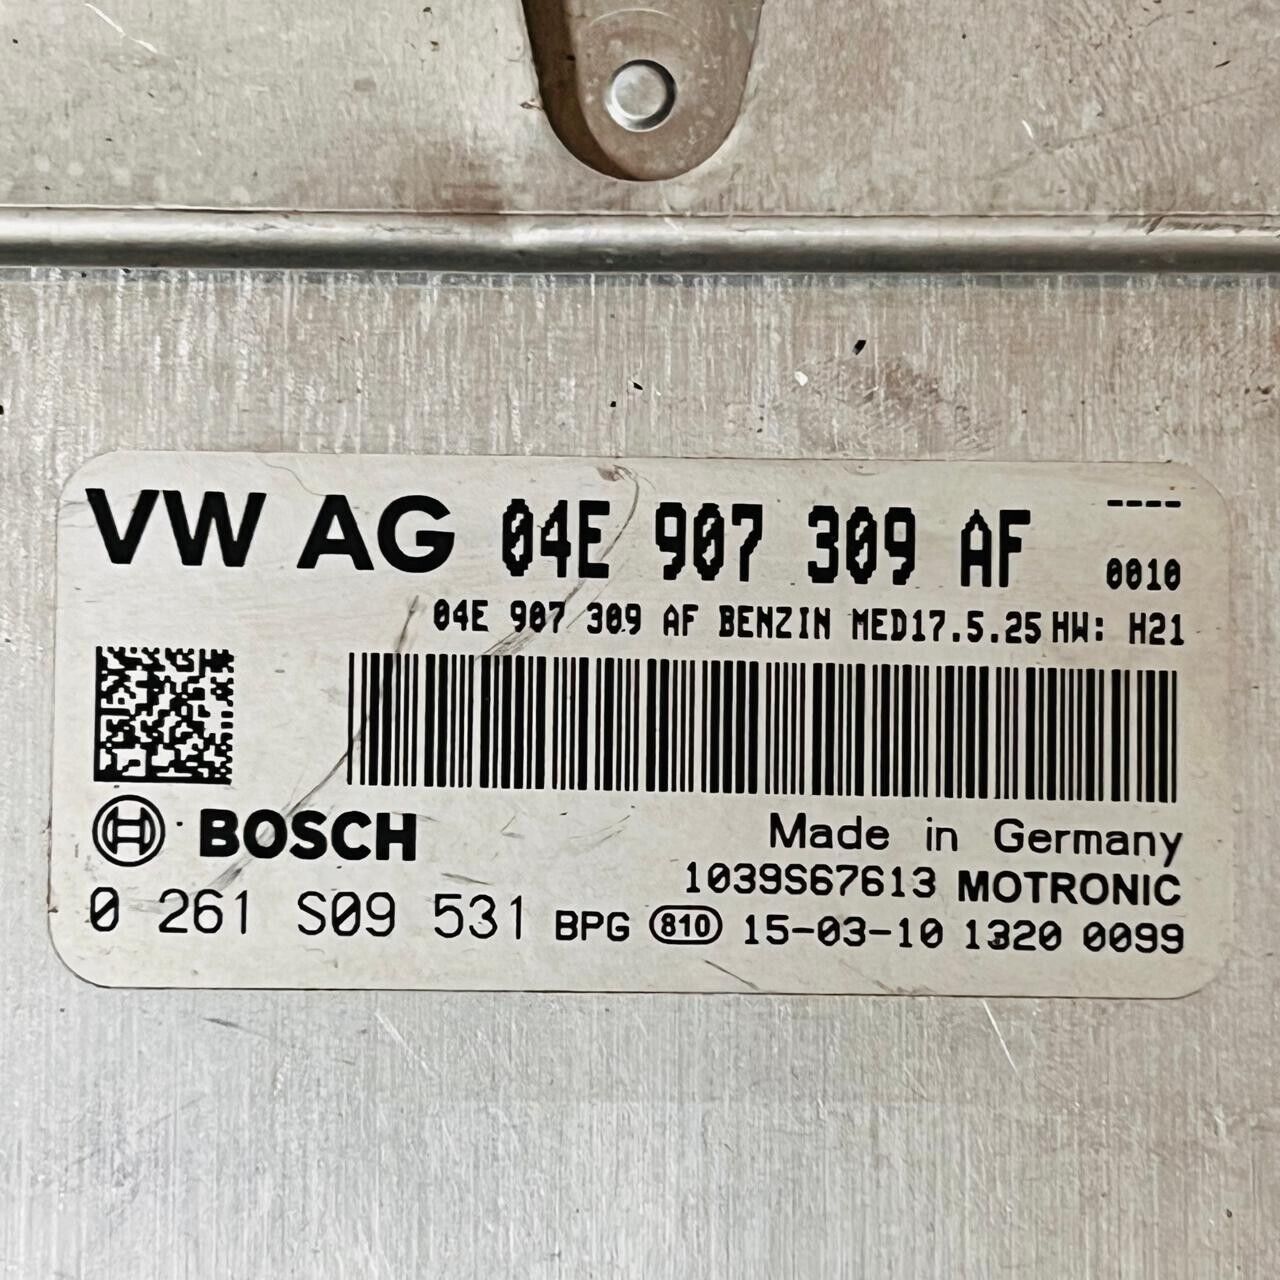 VW AG 04E 907 309 AF ----
0010
04E 907 309 AF BENZIN MED17.5.25 HW: H21
BOSCH
Made in Germany
1039S67613 MOTRONIC
0 261 S09 531 BPG 810 15-03-10 1320 0099